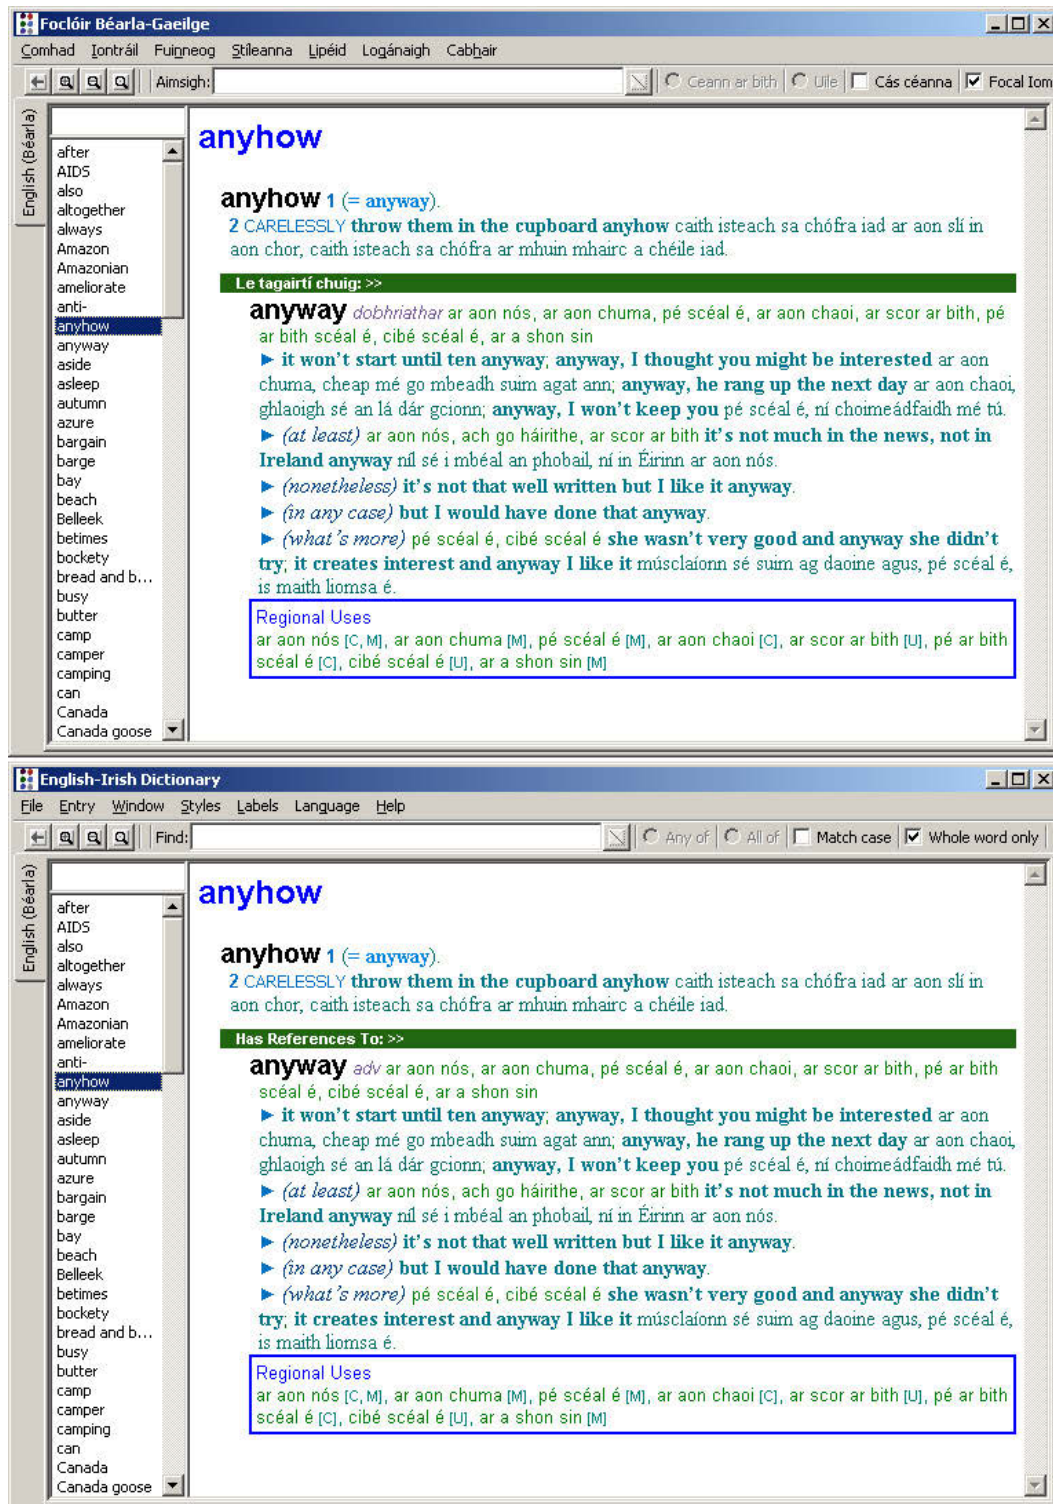 Foclóir Béarla-Gaeilge
Comhad Iontráil Fuinneog Stíleanna Lipéid Logánaigh Cabhair
Aimsigh: Ceann ar bith Uile Cás céanna Focal Iom
English (Béarla)
after
AIDS
also
altogether
always
Amazon
Amazonian
ameliorate
anti-
anyhow
anyway
aside
asleep
autumn
azure
bargain
barge
bay
beach
Belleek
betimes
bockety
bread and b...
busy
butter
camp
camper
camping
can
Canada
Canada goose
anyhow
anyhow 1 (= anyway).
2 CARELESSLY throw them in the cupboard anyhow caith isteach sa chófra iad ar aon slí in
aon chor, caith isteach sa chófra ar mhuin mhairc a chéile iad.
Le tagairtí chuig: >>
anyway dobhriathar ar aon nós, ar aon chuma, pé scéal é, ar aon chaoi, ar scor ar bith, pé
ar bith scéal é, cibé scéal é, ar a shon sin
► it won't start until ten anyway; anyway, I thought you might be interested ar aon
chuma, cheap mé go mbeadh suim agat ann; anyway, he rang up the next day ar aon chaoi,
ghlaoigh sé an lá dár gcionn; anyway, I won't keep you pé scéal é, ní choimeádfaidh mé tú.
► (at least) ar aon nós, ach go háirithe, ar scor ar bith it's not much in the news, not in
Ireland anyway níl sé i mbéal an phobail, ní in Éirinn ar aon nós.
► (nonetheless) it's not that well written but I like it anyway.
► (in any case) but I would have done that anyway.
► (what's more) pé scéal é, cibé scéal é she wasn't very good and anyway she didn't
try; it creates interest and anyway I like it músclaíonn sé suim ag daoine agus, pé scéal é,
is maith liomsa é.
Regional Uses
ar aon nós [C, M], ar aon chuma [M], pé scéal é [M], ar aon chaoi [C], ar scor ar bith [U], pé ar bith
scéal é [C], cibé scéal é [U], ar a shon sin [M]
English-Irish Dictionary
File Entry Window Styles Labels Language Help
Find: Any of All of Match case Whole word only
English (Béarla)
after
AIDS
also
altogether
always
Amazon
Amazonian
ameliorate
anti-
anyhow
anyway
aside
asleep
autumn
azure
bargain
barge
bay
beach
Belleek
betimes
bockety
bread and b...
busy
butter
camp
camper
camping
can
Canada
Canada goose
anyhow
anyhow 1 (= anyway).
2 CARELESSLY throw them in the cupboard anyhow caith isteach sa chófra iad ar aon slí in
aon chor, caith isteach sa chófra ar mhuin mhairc a chéile iad.
Has References To: >>
anyway adv ar aon nós, ar aon chuma, pé scéal é, ar aon chaoi, ar scor ar bith, pé ar bith
scéal é, cibé scéal é, ar a shon sin
► it won't start until ten anyway; anyway, I thought you might be interested ar aon
chuma, cheap mé go mbeadh suim agat ann; anyway, he rang up the next day ar aon chaoi,
ghlaoigh sé an lá dár gcionn; anyway, I won't keep you pé scéal é, ní choimeádfaidh mé tú.
► (at least) ar aon nós, ach go háirithe, ar scor ar bith it's not much in the news, not in
Ireland anyway níl sé i mbéal an phobail, ní in Éirinn ar aon nós.
► (nonetheless) it's not that well written but I like it anyway.
► (in any case) but I would have done that anyway.
► (what's more) pé scéal é, cibé scéal é she wasn't very good and anyway she didn't
try; it creates interest and anyway I like it músclaíonn sé suim ag daoine agus, pé scéal é,
is maith liomsa é.
Regional Uses
ar aon nós [C, M], ar aon chuma [M], pé scéal é [M], ar aon chaoi [C], ar scor ar bith [U], pé ar bith
scéal é [C], cibé scéal é [U], ar a shon sin [M]